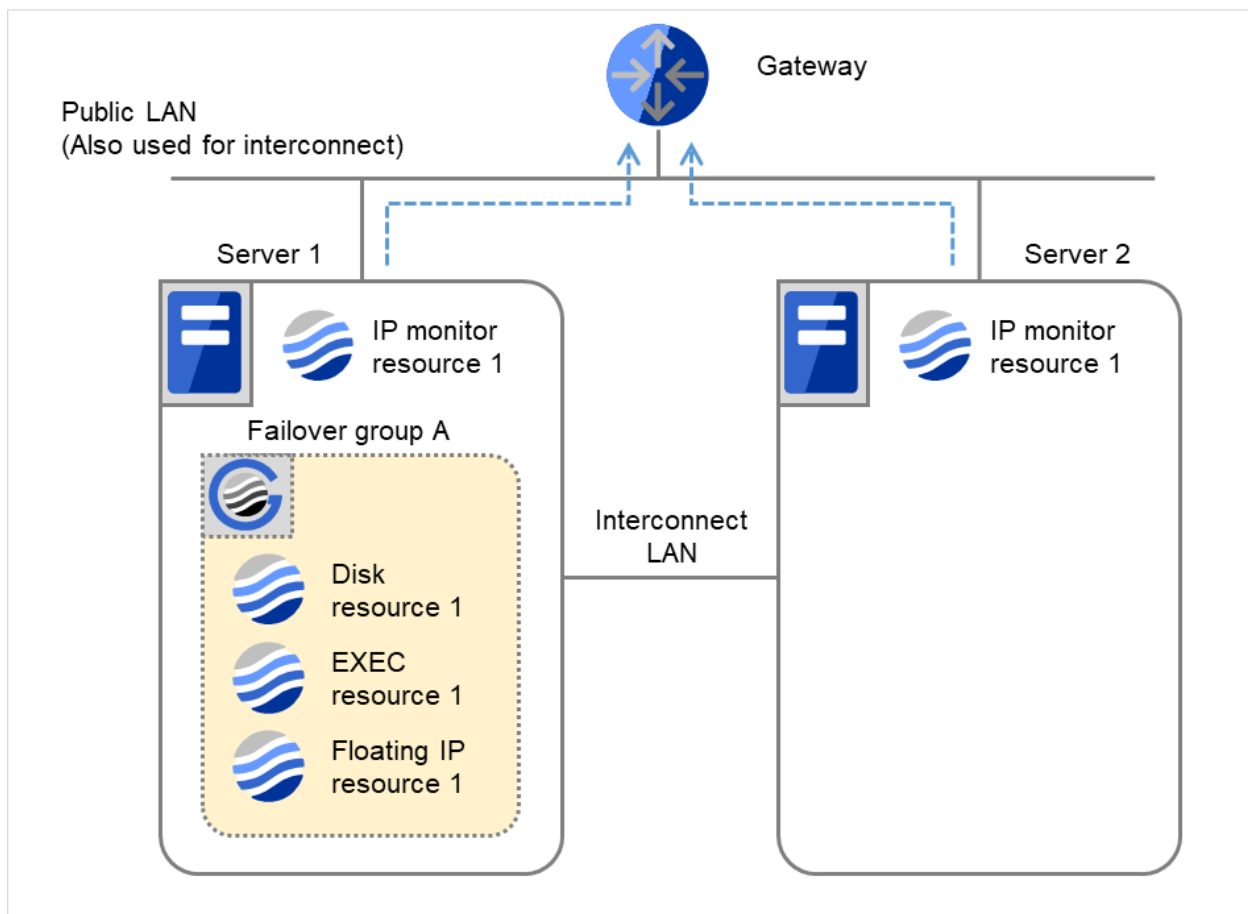 Gateway
Public LAN
(Also used for interconnect)
Server 1
Server 2
IP monitor
resource 1
IP monitor
resource 1
Failover group A
Interconnect
LAN
Disk
resource 1
EXEC
resource 1
Floating IP
resource 1